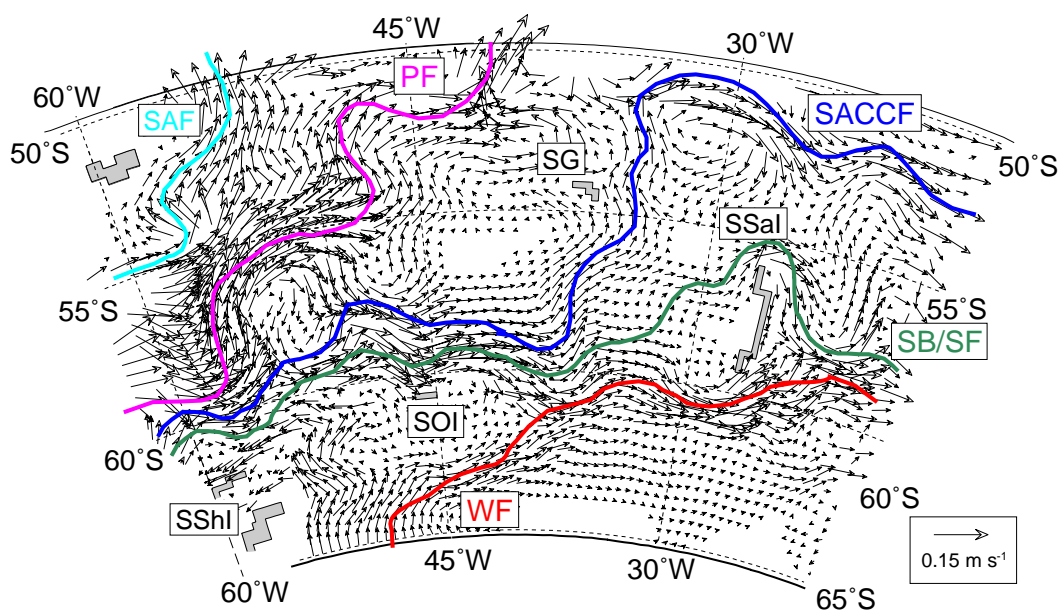 45˚W
30˚W
60˚W
PF
SAF
SACCF
50˚S
50˚S
SG
SSaI
55˚S
55˚S
SB/SF
SOI
60˚S
60˚S
SShI
WF
45˚W
30˚W
60˚W
65˚S
0.15 m s⁻¹